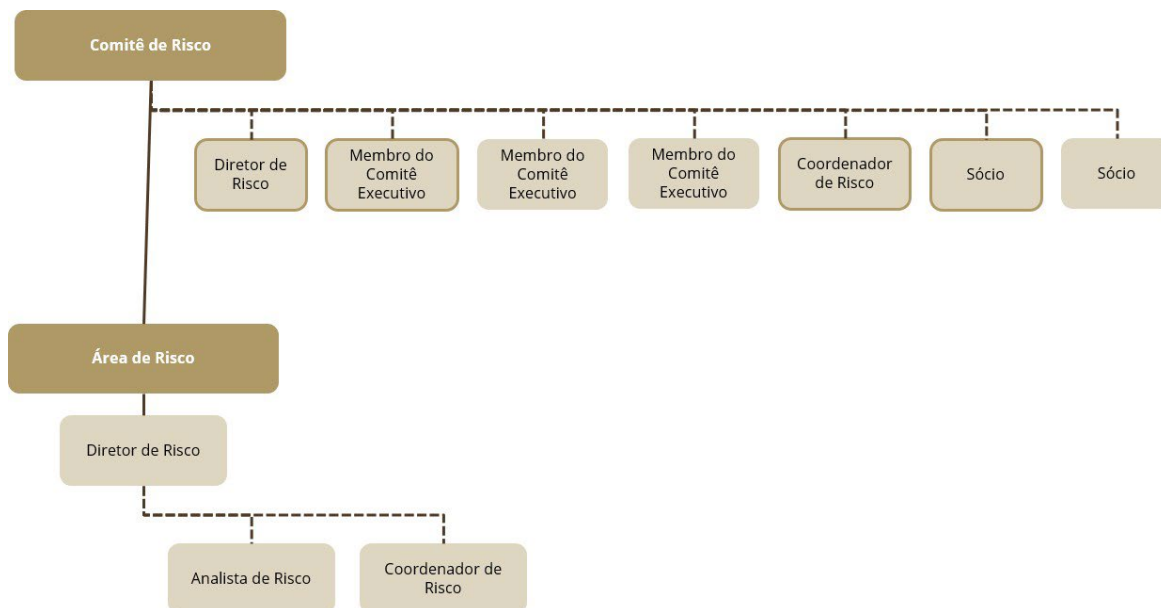 Comitê de Risco
Diretor de
Risco
Membro do
Comitê
Executivo
Membro do
Comitê
Executivo
Membro do
Comitê
Executivo
Coordenador
de Risco
Sócio
Sócio
Área de Risco
Diretor de Risco
Analista de Risco
Coordenador de
Risco